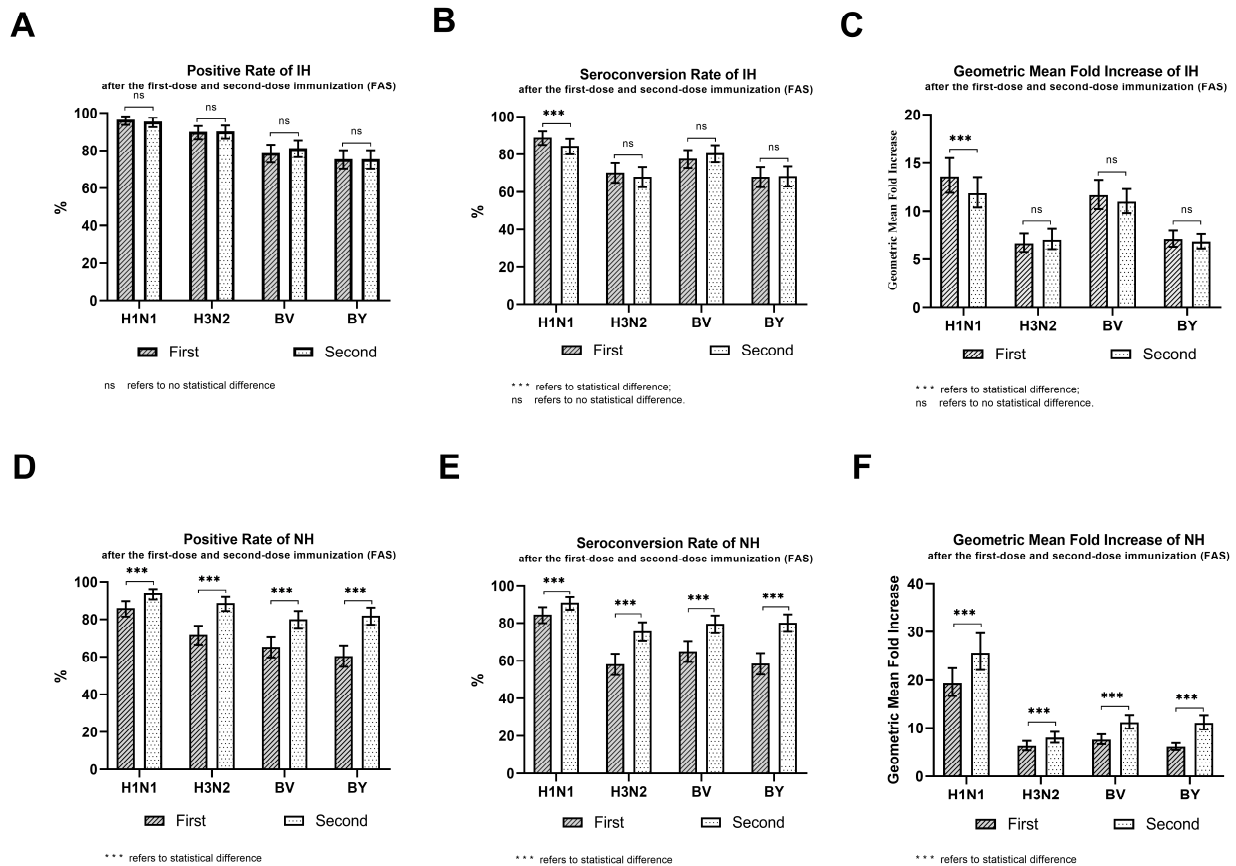 A
Positive Rate of IH
after the first-dose and second-dose immunization (FAS)
ns
ns
ns
ns
100
80
60
40
20
0
%
H1N1
H3N2
BV
BY
First
Second
ns refers to no statistical difference
B
Seroconversion Rate of IH
after the first-dose and second-dose immunization (FAS)
***
ns
ns
ns
100
80
60
40
20
0
%
H1N1
H3N2
BV
BY
First
Second
*** refers to statistical difference;
ns refers to no statistical difference.
C
Geometric Mean Fold Increase of IH
after the first-dose and second-dose immunization (FAS)
***
ns
ns
ns
20
15
10
5
0
Geometric Mean Fold Increase
H1N1
H3N2
BV
BY
First
Second
*** refers to statistical difference;
ns refers to no statistical difference.
D
Positive Rate of NH
after the first-dose and second-dose immunization (FAS)
***
***
***
***
100
80
60
40
20
0
%
H1N1
H3N2
BV
BY
First
Second
*** refers to statistical difference
E
Seroconversion Rate of NH
after the first-dose and second-dose immunization (FAS)
***
***
***
***
100
80
60
40
20
0
%
H1N1
H3N2
BV
BY
First
Second
*** refers to statistical difference
F
Geometric Mean Fold Increase of NH
after the first-dose and second-dose immunization (FAS)
***
***
***
***
40
30
20
10
0
Geometric Mean Fold Increase
H1N1
H3N2
BV
BY
First
Second
*** refers to statistical difference